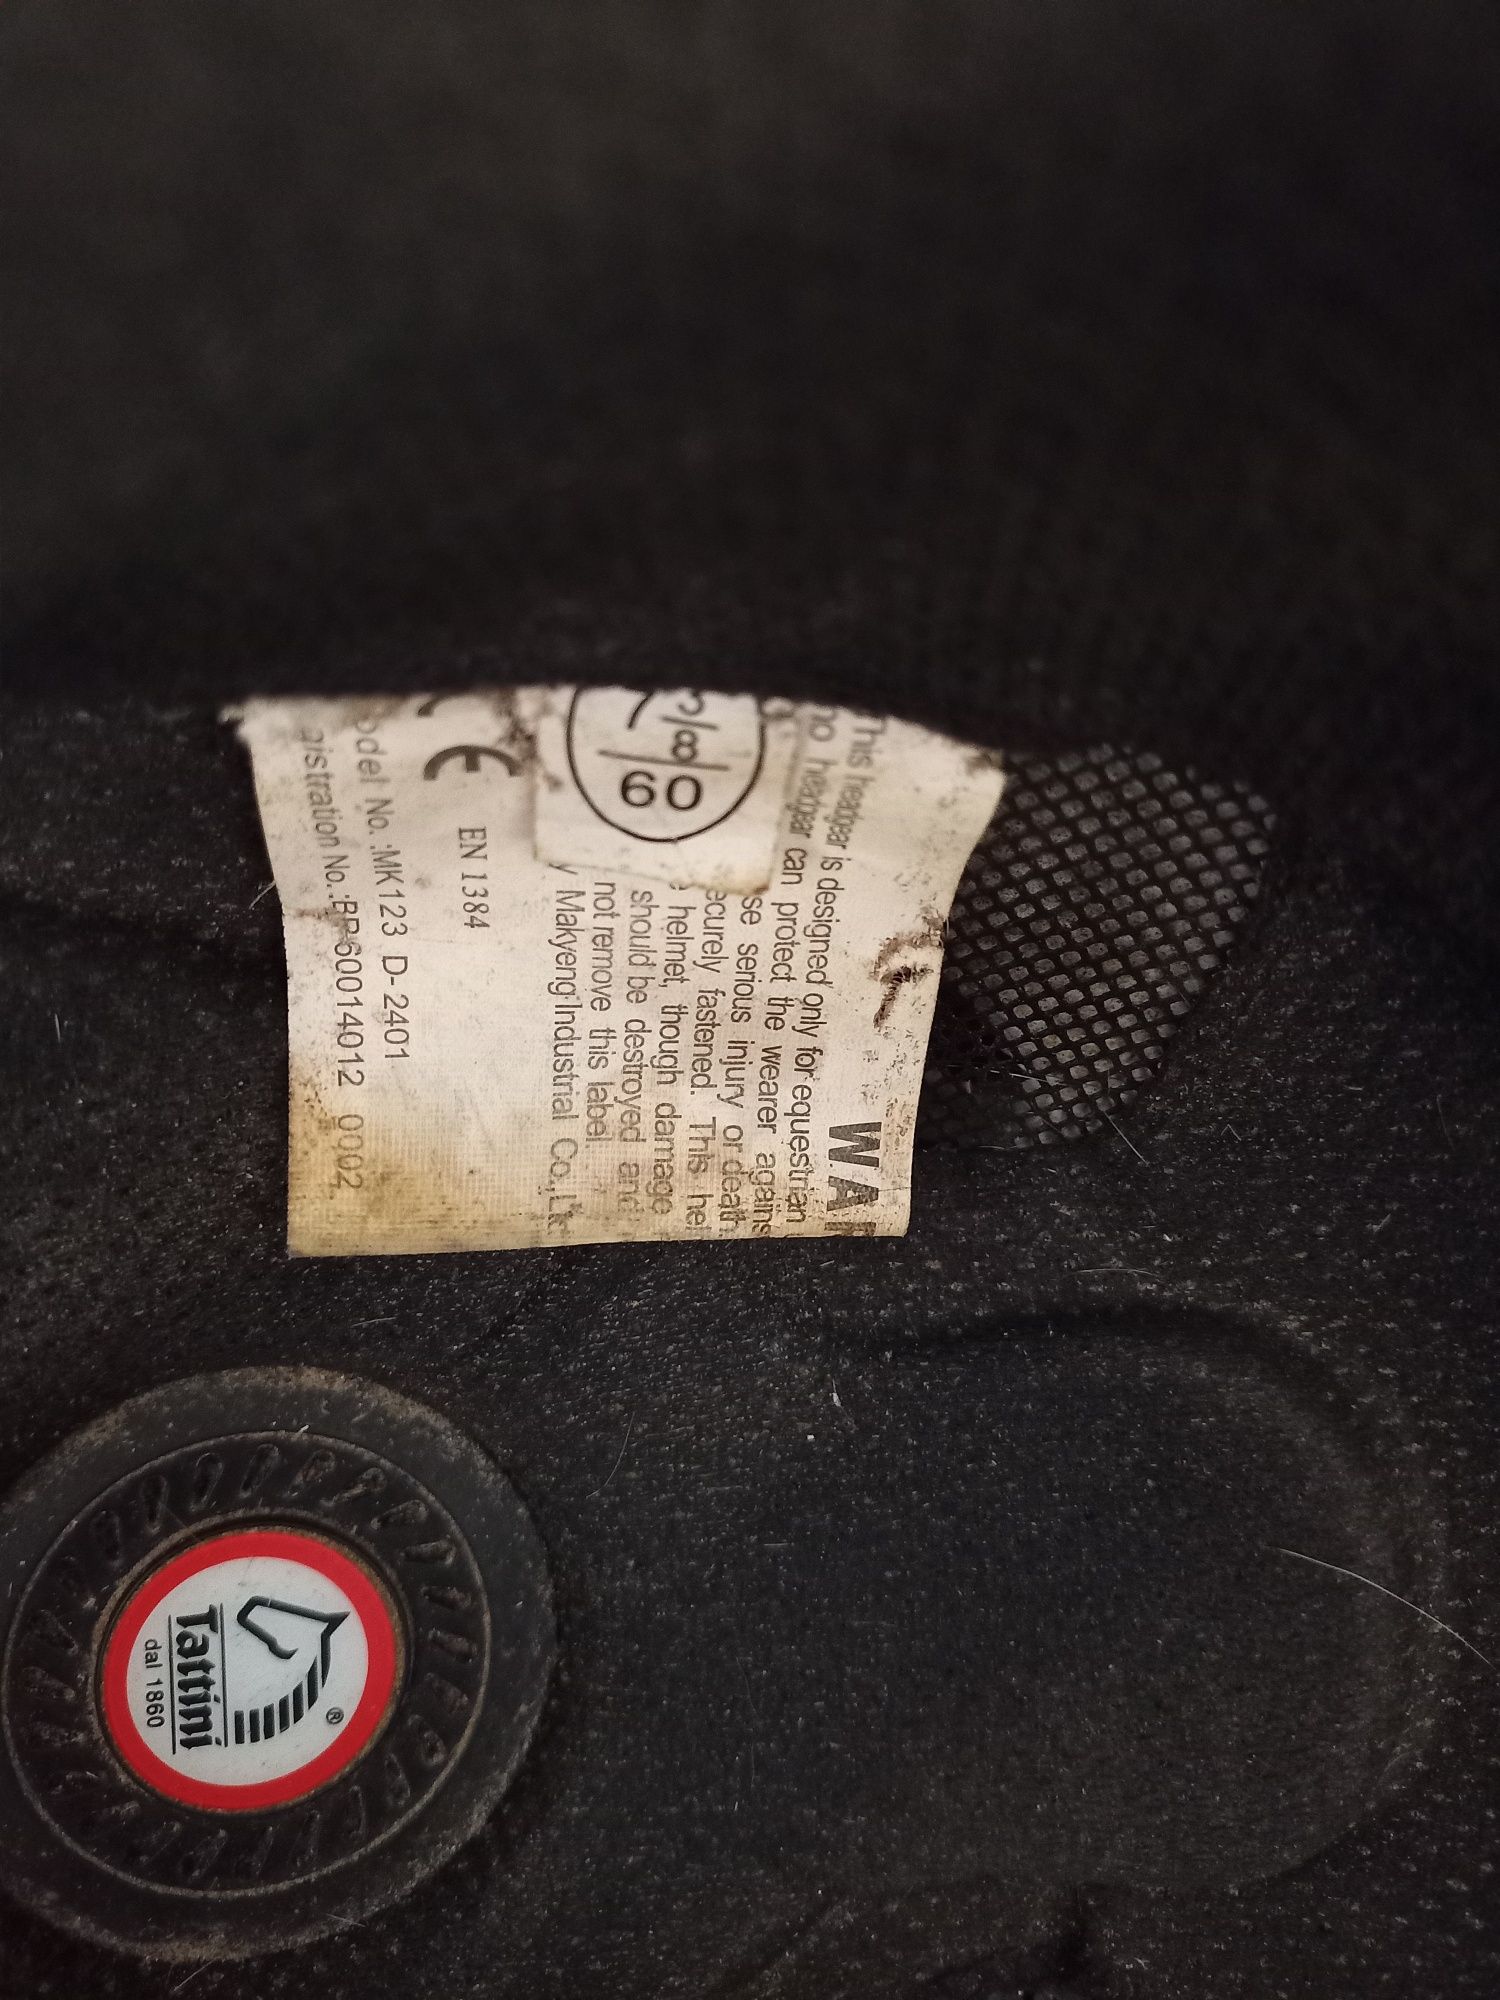 WAR
This headgear is designed only for equestrian
no headgear can protect the wearer agains
se serious injury or death
ecurely fastened. This hel
helmet, though damage
should be destroyed and
not remove this label
y Makyeng Industrial Co.,Lt
60
EN 1384
odel No.:MK123 D-2401
gistration No.:BP60014012 0002
Tattini®
dal 1860